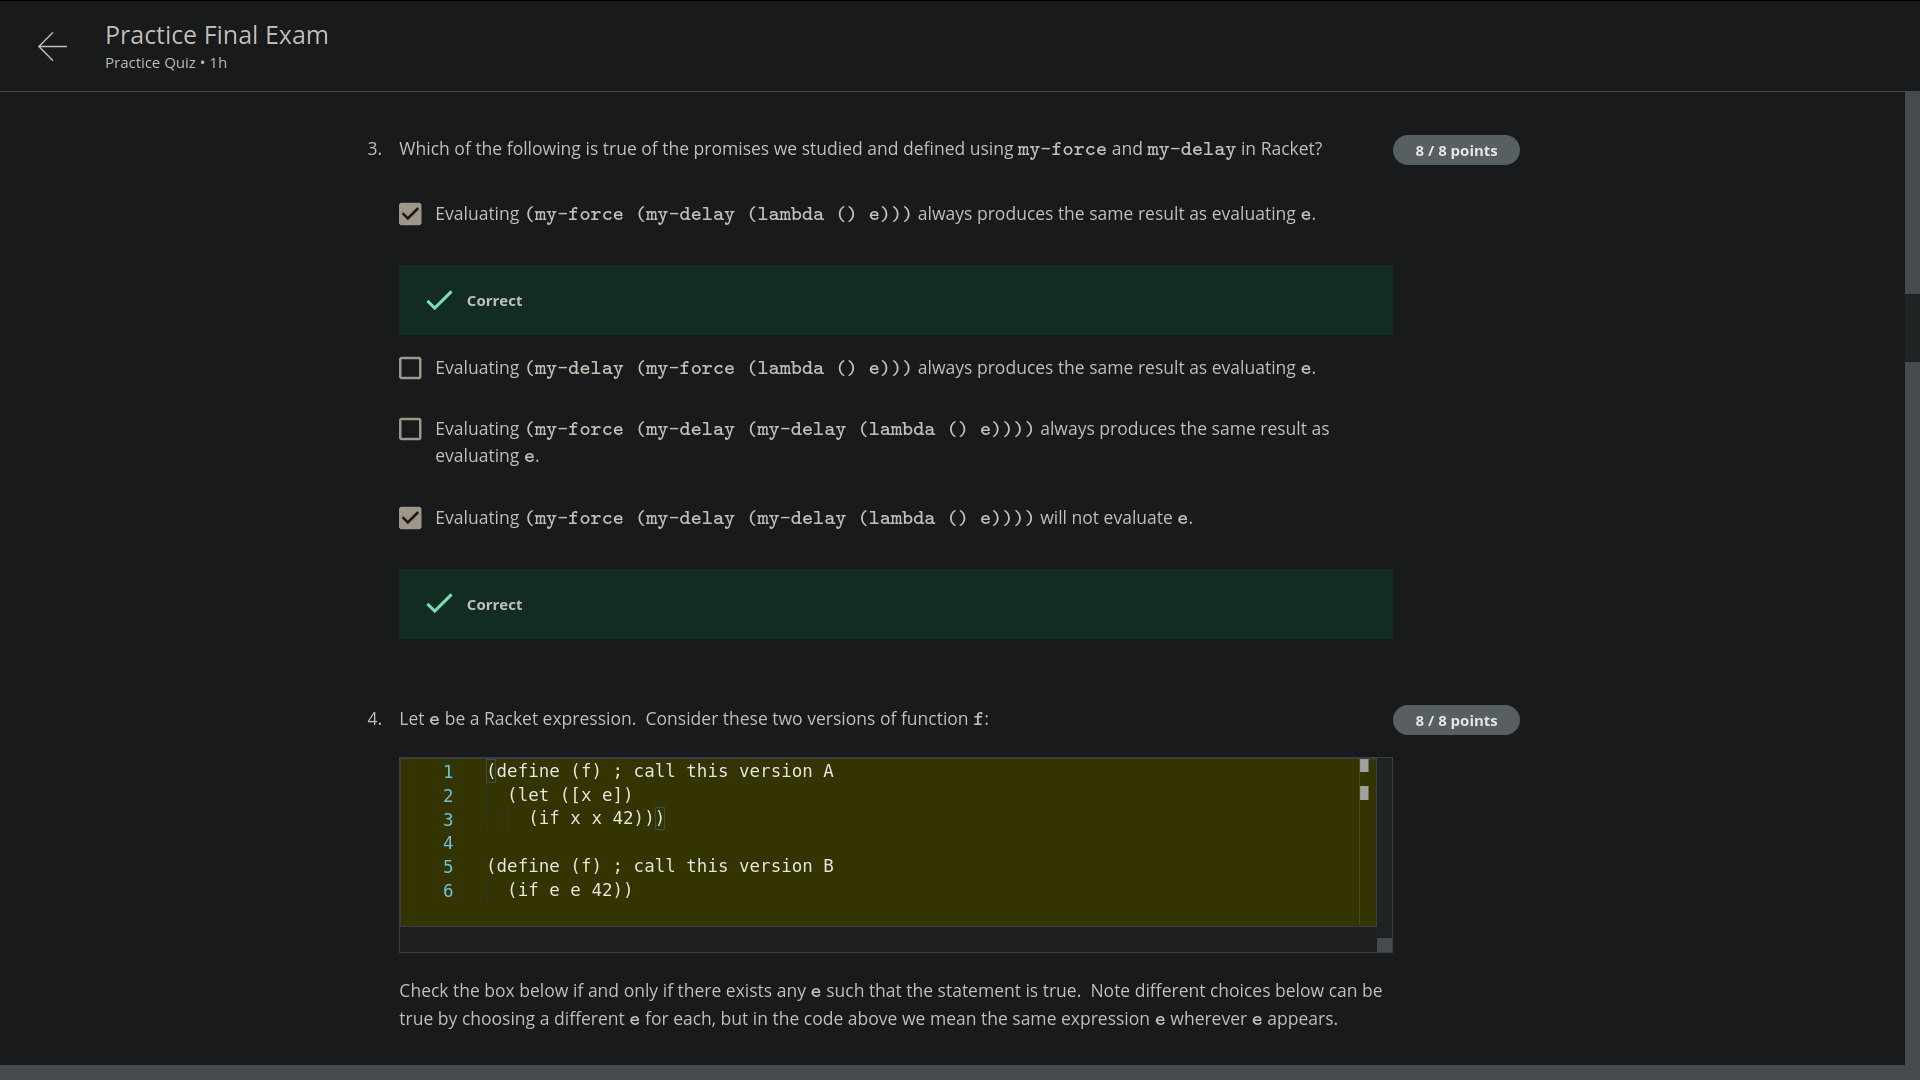 Practice Final Exam
Practice Quiz • 1h
3. Which of the following is true of the promises we studied and defined using my-force and my-delay in Racket?
8 / 8 points
Evaluating (my-force (my-delay (lambda () e))) always produces the same result as evaluating e.
Correct
Evaluating (my-delay (my-force (lambda () e))) always produces the same result as evaluating e.
Evaluating (my-force (my-delay (my-delay (lambda () e)))) always produces the same result as
evaluating e.
Evaluating (my-force (my-delay (my-delay (lambda () e)))) will not evaluate e.
Correct
4. Let e be a Racket expression. Consider these two versions of function f:
8 / 8 points
1 (define (f) ; call this version A
2 (let ([x e])
3 (if x x 42)))
4
5 (define (f) ; call this version B
6 (if e e 42))
Check the box below if and only if there exists any e such that the statement is true. Note different choices below can be
true by choosing a different e for each, but in the code above we mean the same expression e wherever e appears.